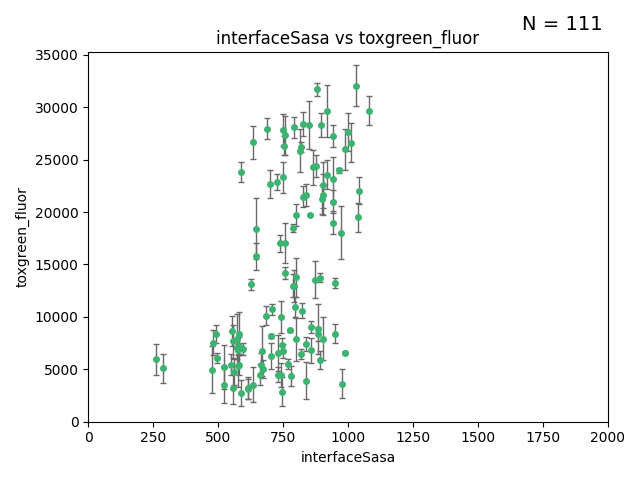 N = 111
interfaceSasa vs toxgreen_fluor
35000
30000
25000
20000
15000
10000
5000
0
toxgreen_fluor
0 250 500 750 1000 1250 1500 1750 2000
interfaceSasa